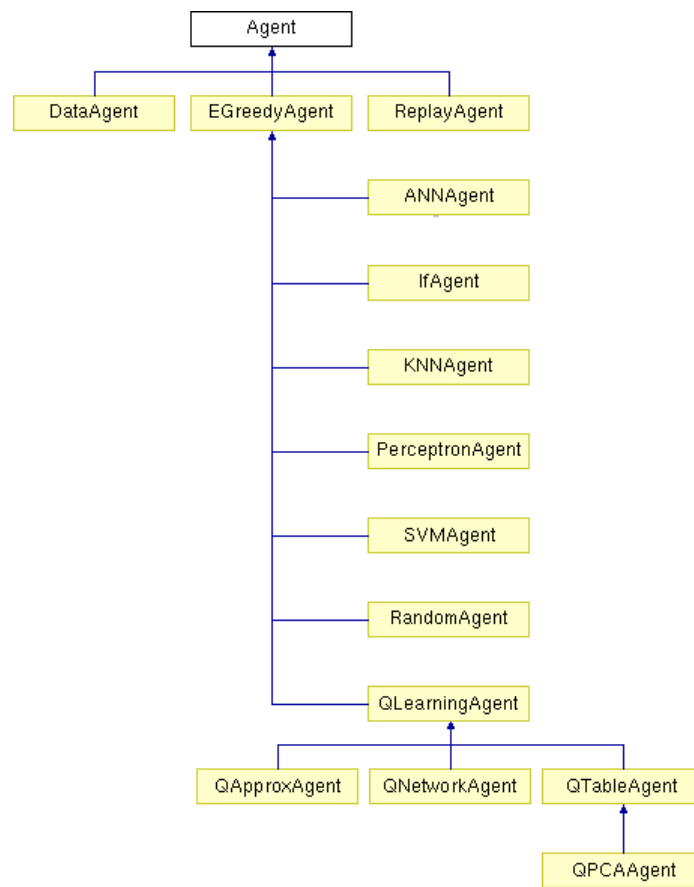 Agent
DataAgent
EGreedyAgent
ReplayAgent
ANNAgent
IfAgent
KNNAgent
PerceptronAgent
SVMAgent
RandomAgent
QLearningAgent
QApproxAgent
QNetworkAgent
QTableAgent
QPCAAgent